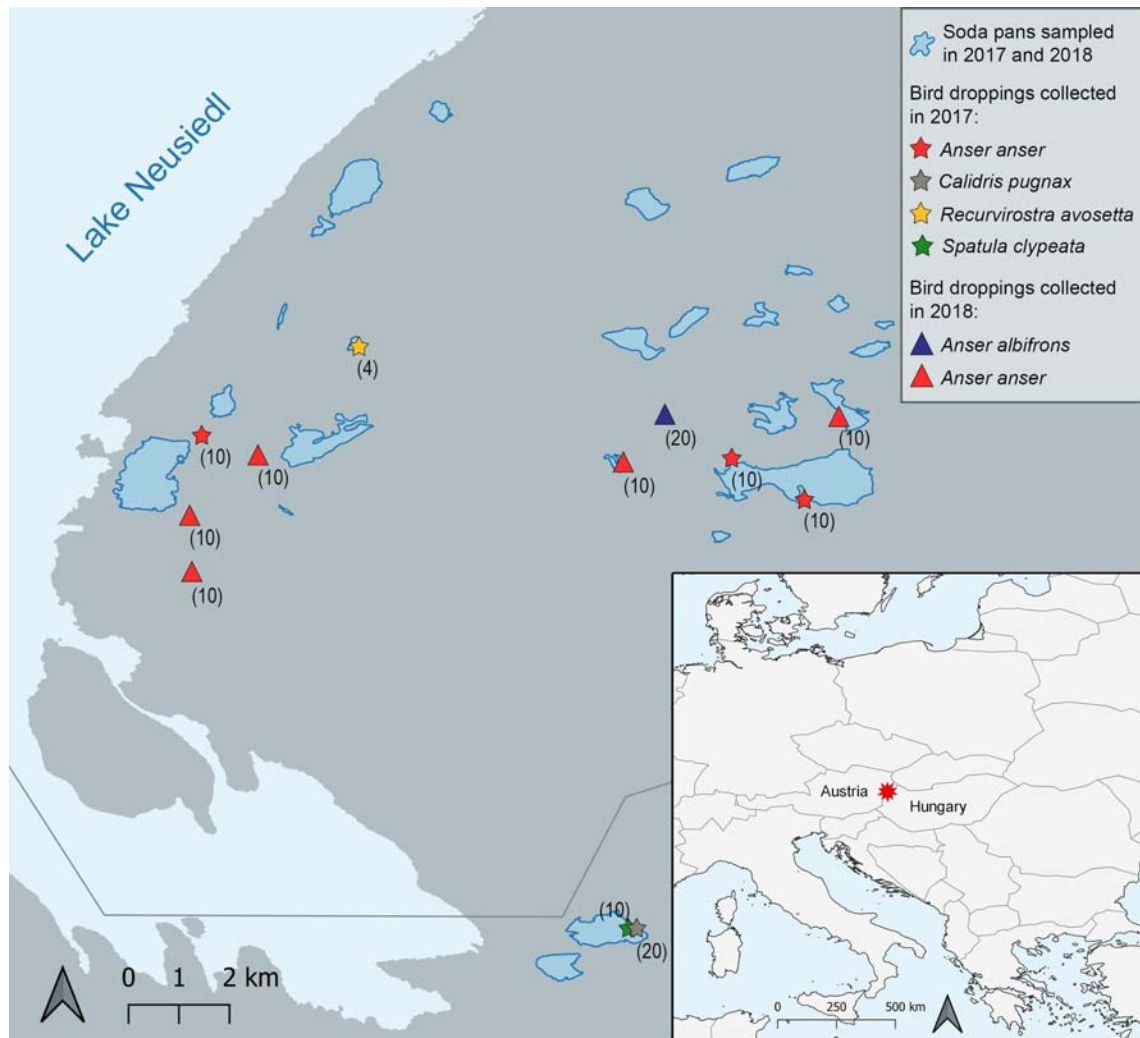 Lake Neusiedl
Soda pans sampled
in 2017 and 2018
Bird droppings collected
in 2017:
Anser anser
Calidris pugnax
Recurvirostra avosetta
Spatula clypeata
Bird droppings collected
in 2018:
Anser albifrons
Anser anser
(4)
(10)
(10)
(20)
(10)
(10)
(10)
(10)
(10)
(10)
(10)
(20)
0 1 2 km
Austria
Hungary
0 250 500 km